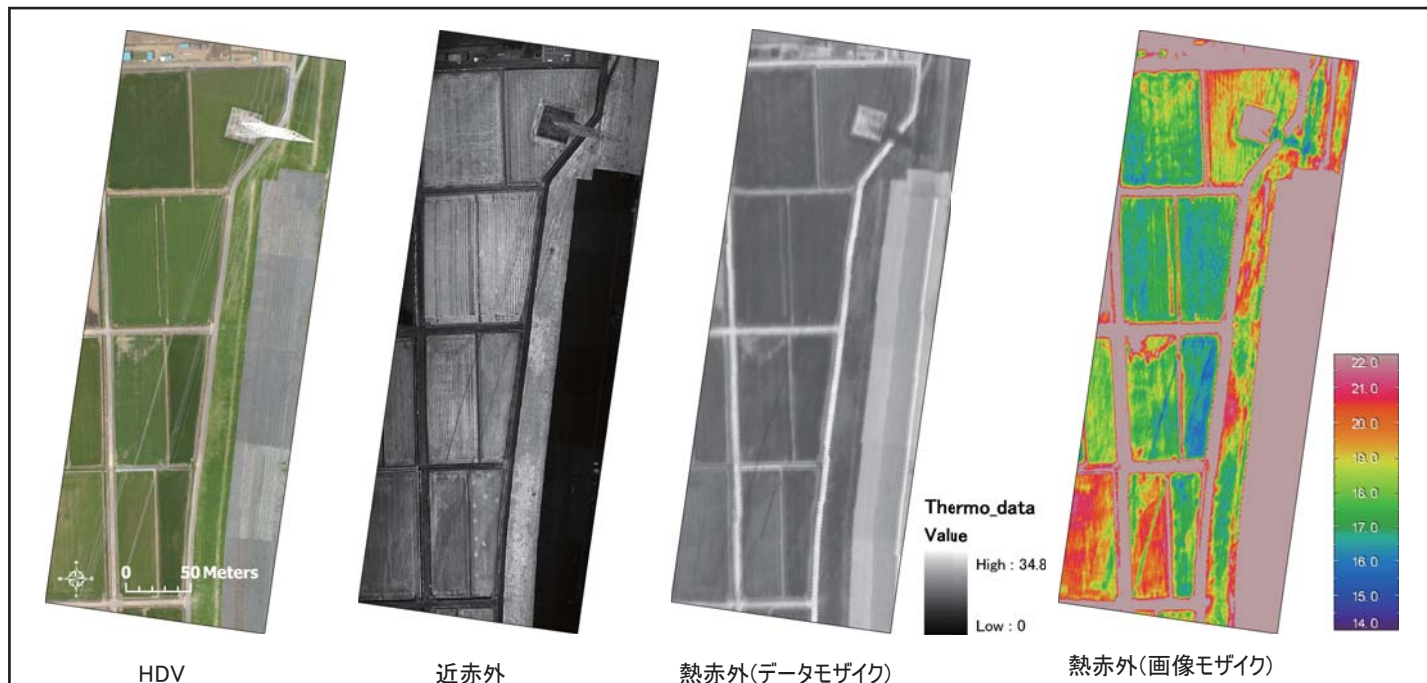 0 50 Meters
Thermo_data
Value
High : 34.8
Low : 0
22.0
21.0
20.0
19.0
18.0
17.0
16.0
15.0
14.0
HDV
近赤外
熱赤外(データモザイク)
熱赤外(画像モザイク)